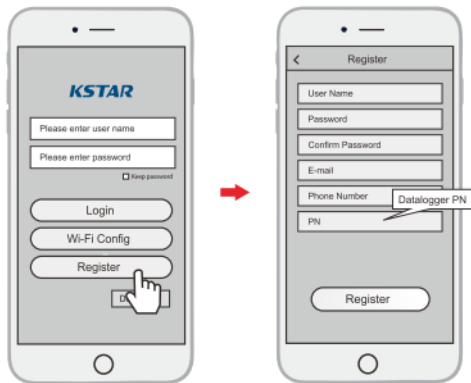 KSTAR
Please enter user name
Please enter password
Keep password
Login
Wi-Fi Config
Register
D
Register
User Name
Password
Confirm Password
E-mail
Phone Number
Datalogger PN
PN
Register